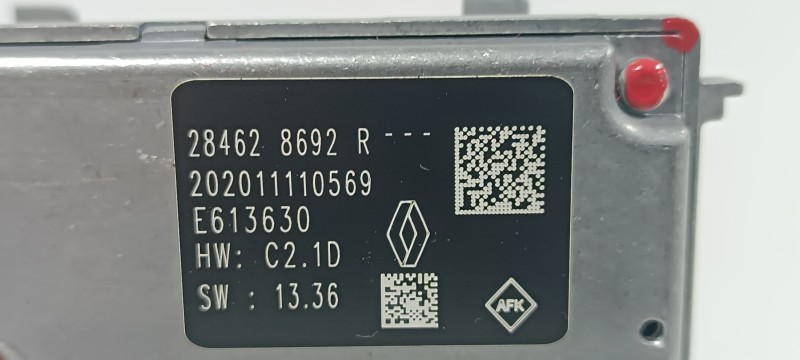 28462 8692 R ---
202011110569
E613630
HW: C2.1D
SW : 13.36
AFK